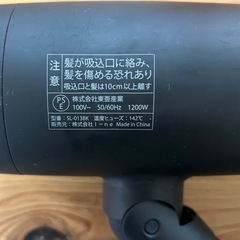 注意
髪が吸込口に絡み、
髪を傷める恐れあり
吸込口と髪は10cm以上離す
PS
E
株式会社東亜産業
100V~ 50/60Hz 1200W
型番：SL-013BK 温度ヒューズ：142℃
販売元：株式会社I-ne Made in China